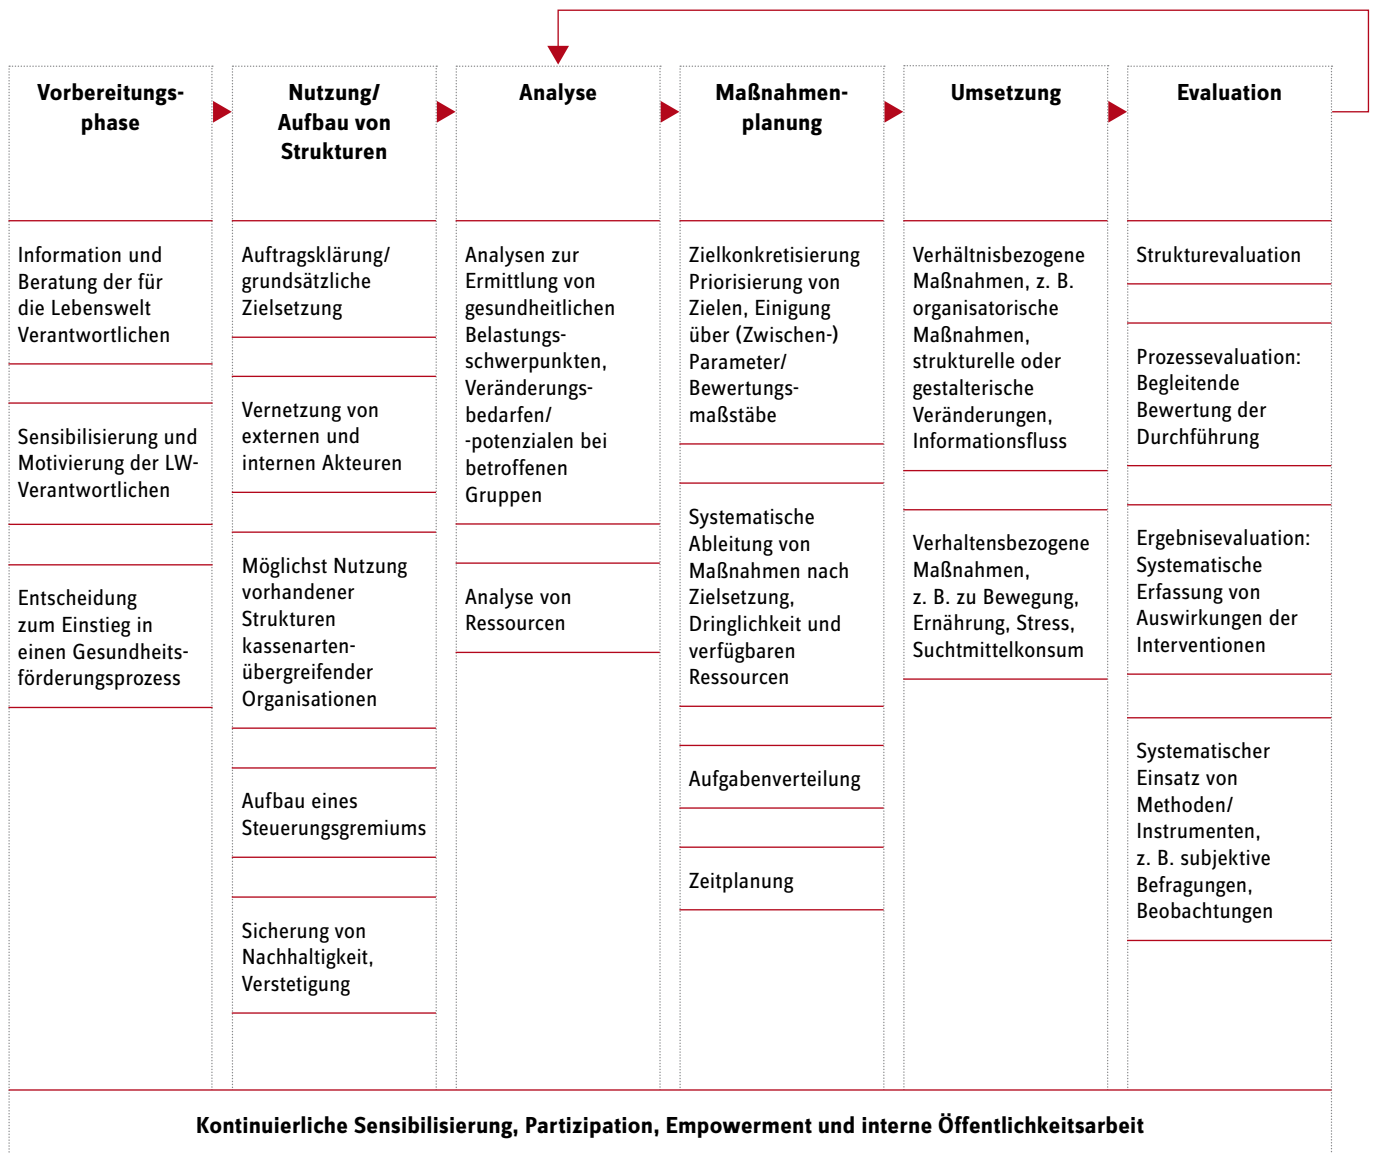 Vorbereitungs-
phase
Information und
Beratung der für
die Lebenswelt
Verantwortlichen
Sensibilisierung und
Motivierung der LW-
Verantwortlichen
Entscheidung
zum Einstieg in
einen Gesundheits-
förderungsprozess
Nutzung/
Aufbau von
Strukturen
Auftragsklärung/
grundsätzliche
Zielsetzung
Vernetzung von
externen und
internen Akteuren
Möglichst Nutzung
vorhandener
Strukturen
kassenarten-
übergreifender
Organisationen
Aufbau eines
Steuerungsgremiums
Sicherung von
Nachhaltigkeit,
Verstetigung
Analyse
Analysen zur
Ermittlung von
gesundheitlichen
Belastungs-
schwerpunkten,
Veränderungs-
bedarfen/
-potenzialen bei
betroffenen
Gruppen
Analyse von
Ressourcen
Maßnahmen-
planung
Zielkonkretisierung
Priorisierung von
Zielen, Einigung
über (Zwischen-)
Parameter/
Bewertungs-
maßstäbe
Systematische
Ableitung von
Maßnahmen nach
Zielsetzung,
Dringlichkeit und
verfügbaren
Ressourcen
Aufgabenverteilung
Zeitplanung
Umsetzung
Verhältnisbezogene
Maßnahmen, z. B.
organisatorische
Maßnahmen,
strukturelle oder
gestalterische
Veränderungen,
Informationsfluss
Verhaltensbezogene
Maßnahmen,
z. B. zu Bewegung,
Ernährung, Stress,
Suchtmittelkonsum
Evaluation
Strukturevaluation
Prozessevaluation:
Begleitende
Bewertung der
Durchführung
Ergebnisevaluation:
Systematische
Erfassung von
Auswirkungen der
Interventionen
Systematischer
Einsatz von
Methoden/
Instrumenten,
z. B. subjektive
Befragungen,
Beobachtungen
Kontinuierliche Sensibilisierung, Partizipation, Empowerment und interne Öffentlichkeitsarbeit